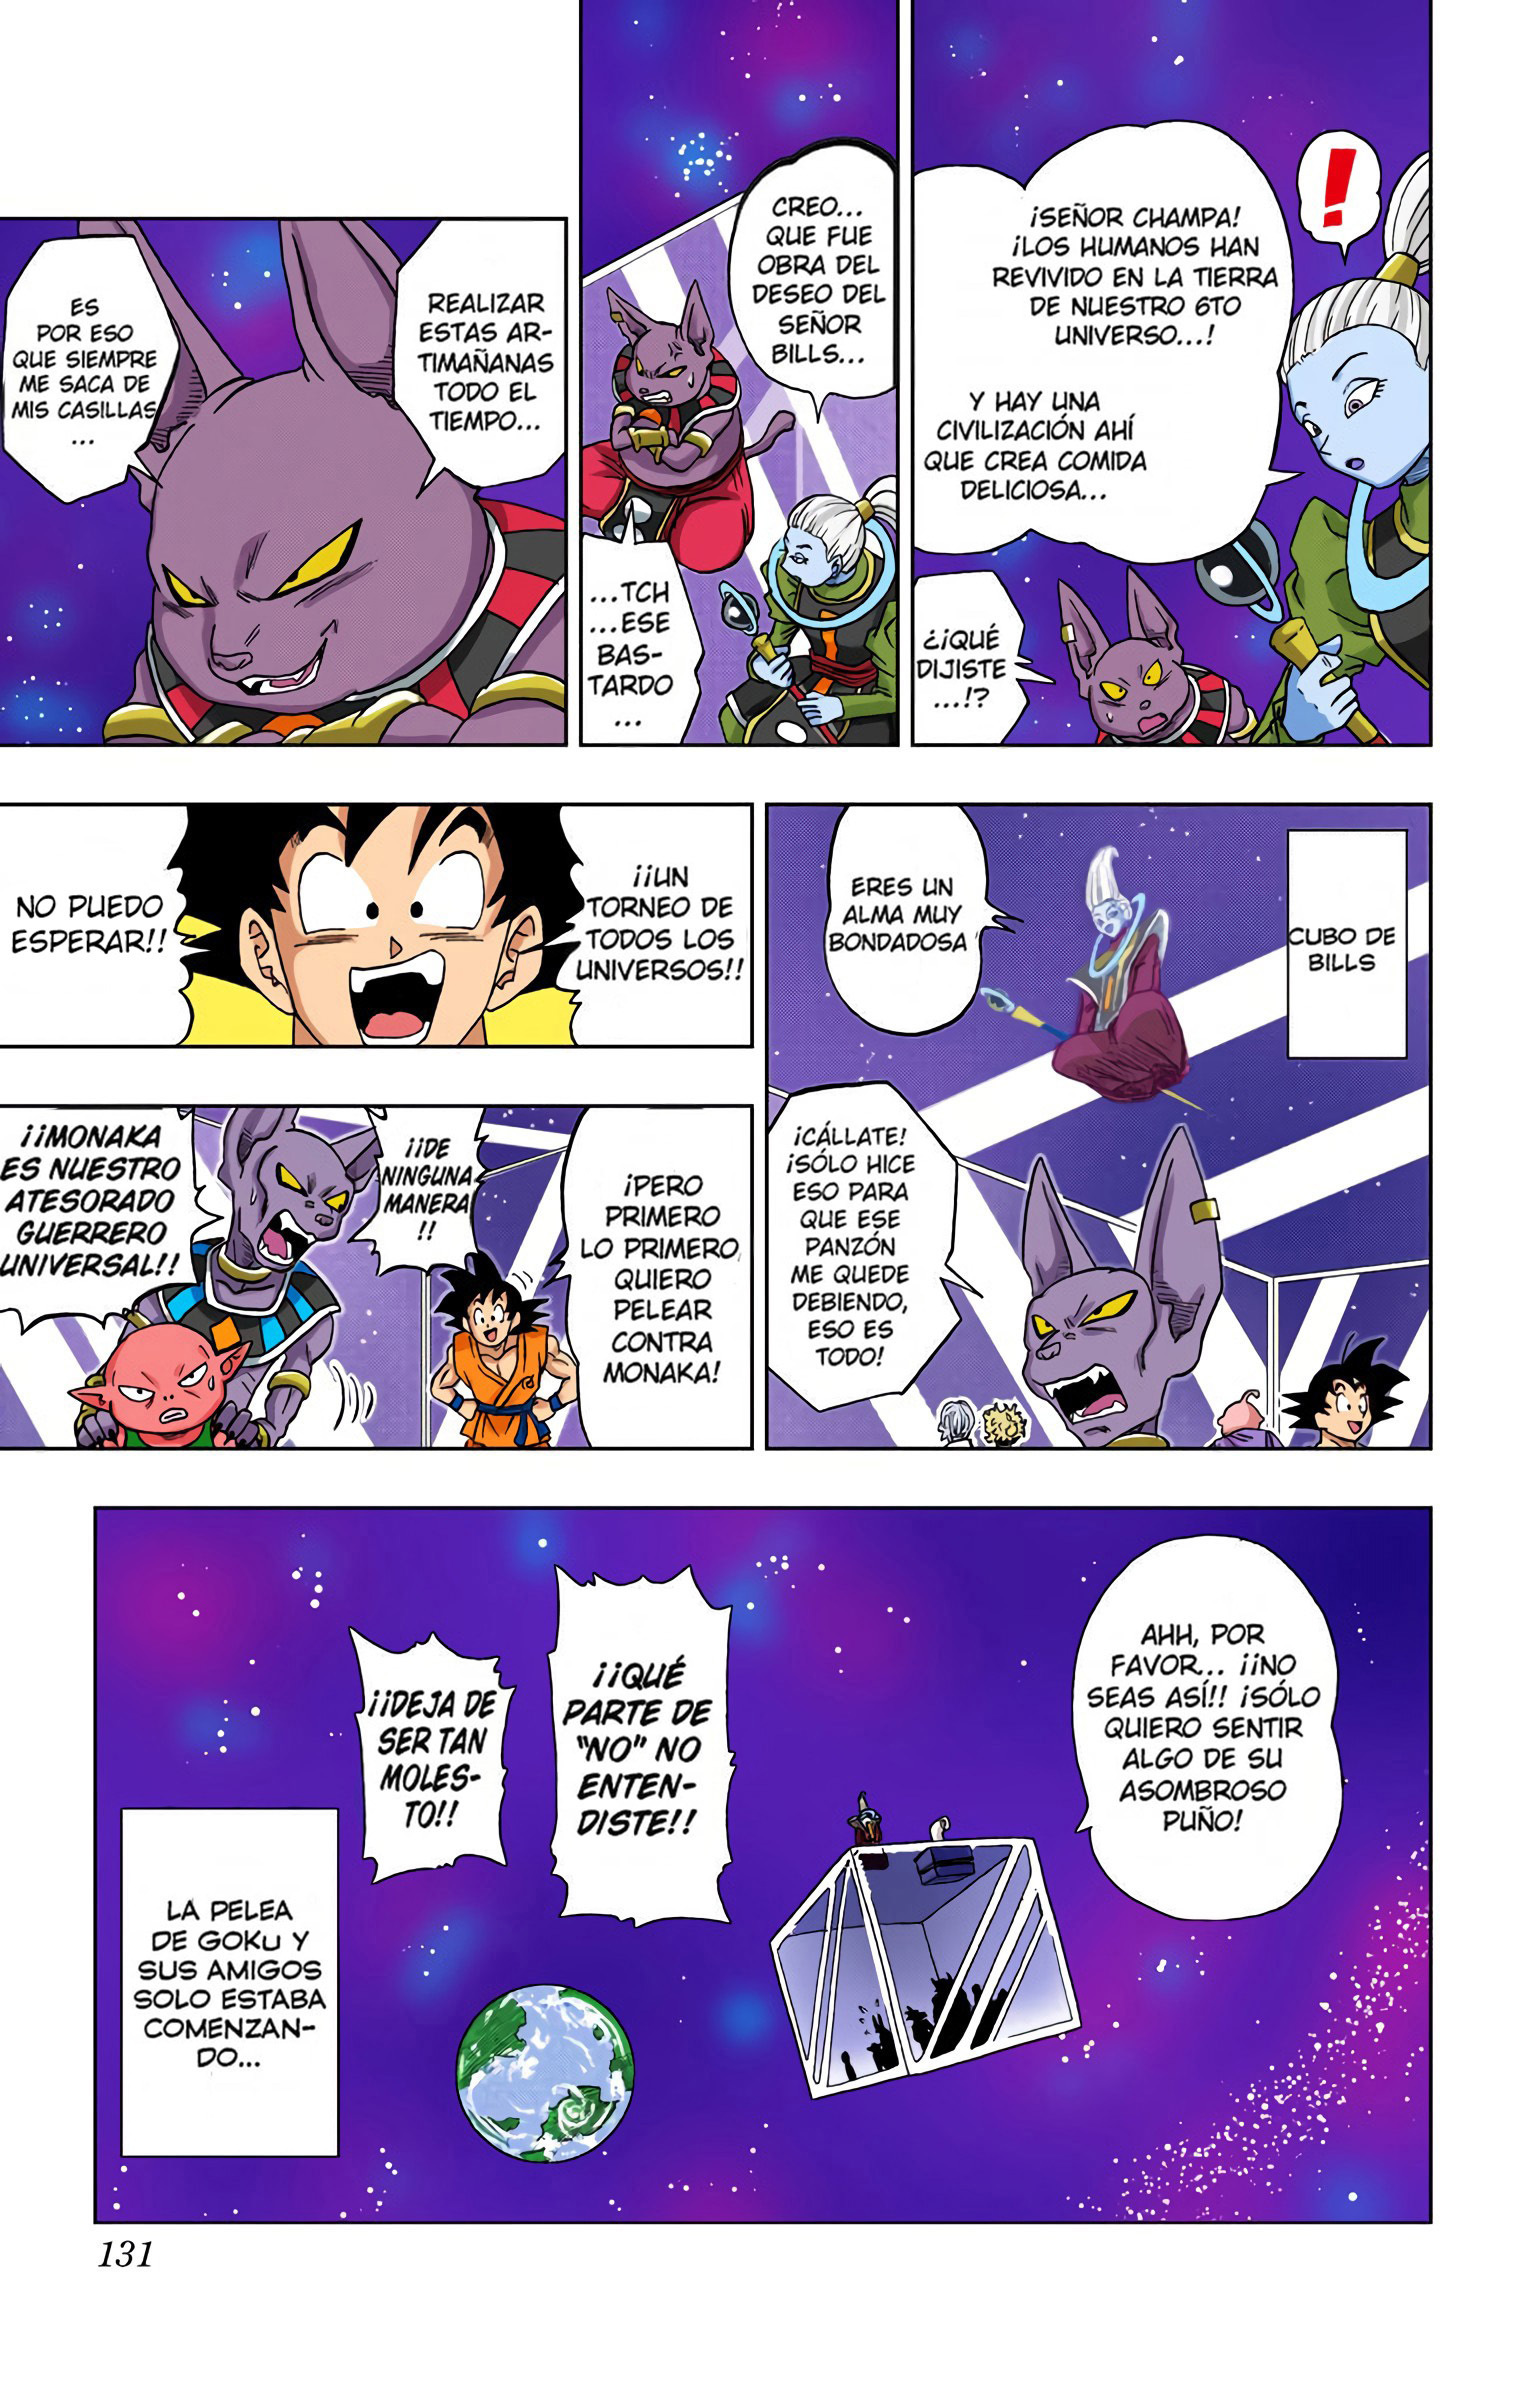 !
¡SEÑOR CHAMPA!
¡LOS HUMANOS HAN
REVIVIDO EN LA TIERRA
DE NUESTRO 6TO
UNIVERSO...!
Y HAY UNA
CIVILIZACIÓN AHÍ
QUE CREA COMIDA
DELICIOSA...
¿¡QUÉ
DIJISTE
...!?
CREO...
QUE FUE
OBRA DEL
DESEO DEL
SEÑOR
BILLS...
...TCH
...ESE
BAS-
TARDO
...
REALIZAR
ESTAS AR-
TIMAÑANAS
TODO EL
TIEMPO...
ES
POR ESO
QUE SIEMPRE
ME SACA DE
MIS CASILLAS
...
CUBO DE
BILLS
ERES UN
ALMA MUY
BONDADOSA
¡CÁLLATE!
¡SÓLO HICE
ESO PARA
QUE ESE
PANZÓN
ME QUEDE
DEBIENDO,
ESO ES
TODO!
¡¡UN
TORNEO DE
TODOS LOS
UNIVERSOS!!
NO PUEDO
ESPERAR!!
¡PERO
PRIMERO
LO PRIMERO,
QUIERO
PELEAR
CONTRA
MONAKA!
¡¡DE
NINGUNA
MANERA
!!
¡¡MONAKA
ES NUESTRO
ATESORADO
GUERRERO
UNIVERSAL!!
AHH, POR
FAVOR... ¡¡NO
SEAS ASÍ!! ¡SÓLO
QUIERO SENTIR
ALGO DE SU
ASOMBROSO
PUÑO!
¡¡QUÉ
PARTE DE
"NO" NO
ENTEN-
DISTE!!
¡¡DEJA DE
SER TAN
MOLES-
TO!!
LA PELEA
DE GOKU Y
SUS AMIGOS
SOLO ESTABA
COMENZAN-
DO...
131